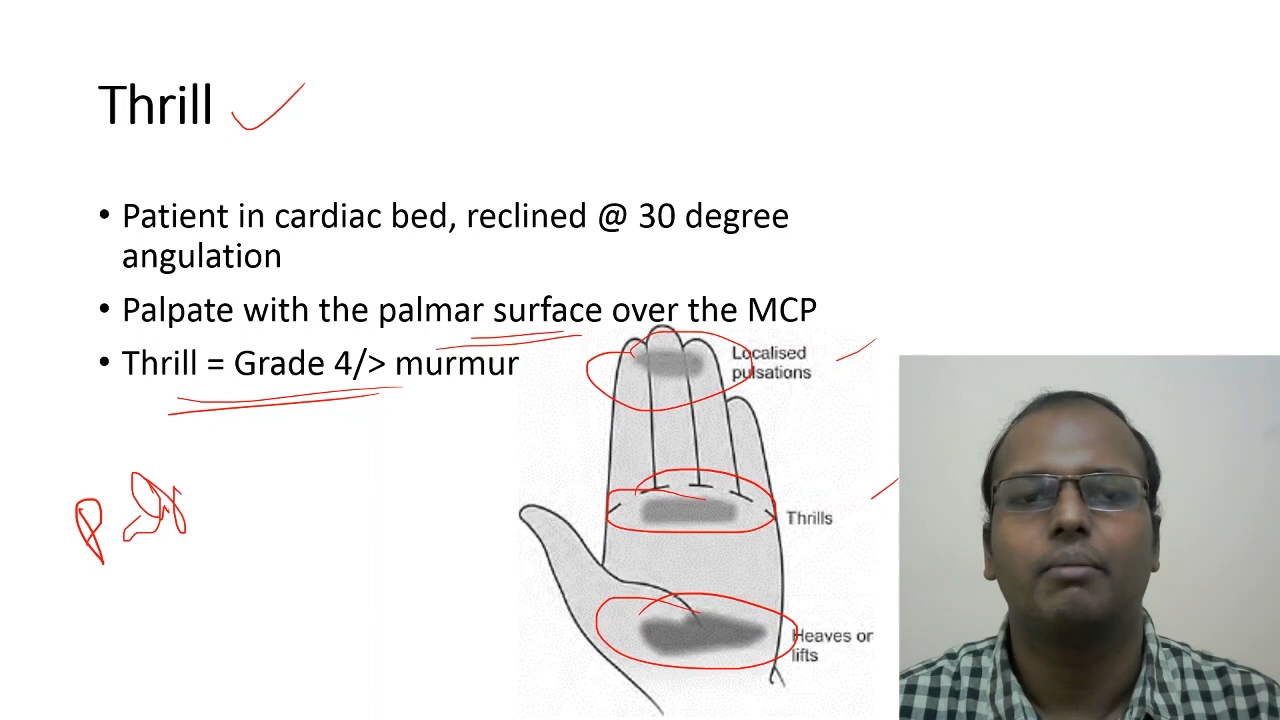 Thrill
• Patient in cardiac bed, reclined @ 30 degree
angulation
• Palpate with the palmar surface over the MCP
• Thrill = Grade 4/> murmur
Localised
pulsations
Thrills
Heaves or
lifts